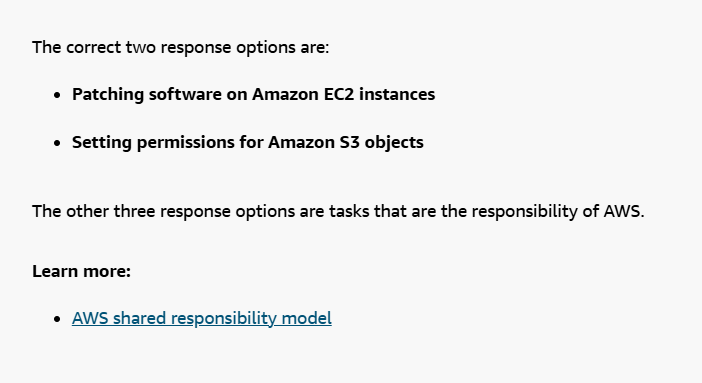 The correct two response options are:
• Patching software on Amazon EC2 instances
• Setting permissions for Amazon S3 objects
The other three response options are tasks that are the responsibility of AWS.
Learn more:
• AWS shared responsibility model